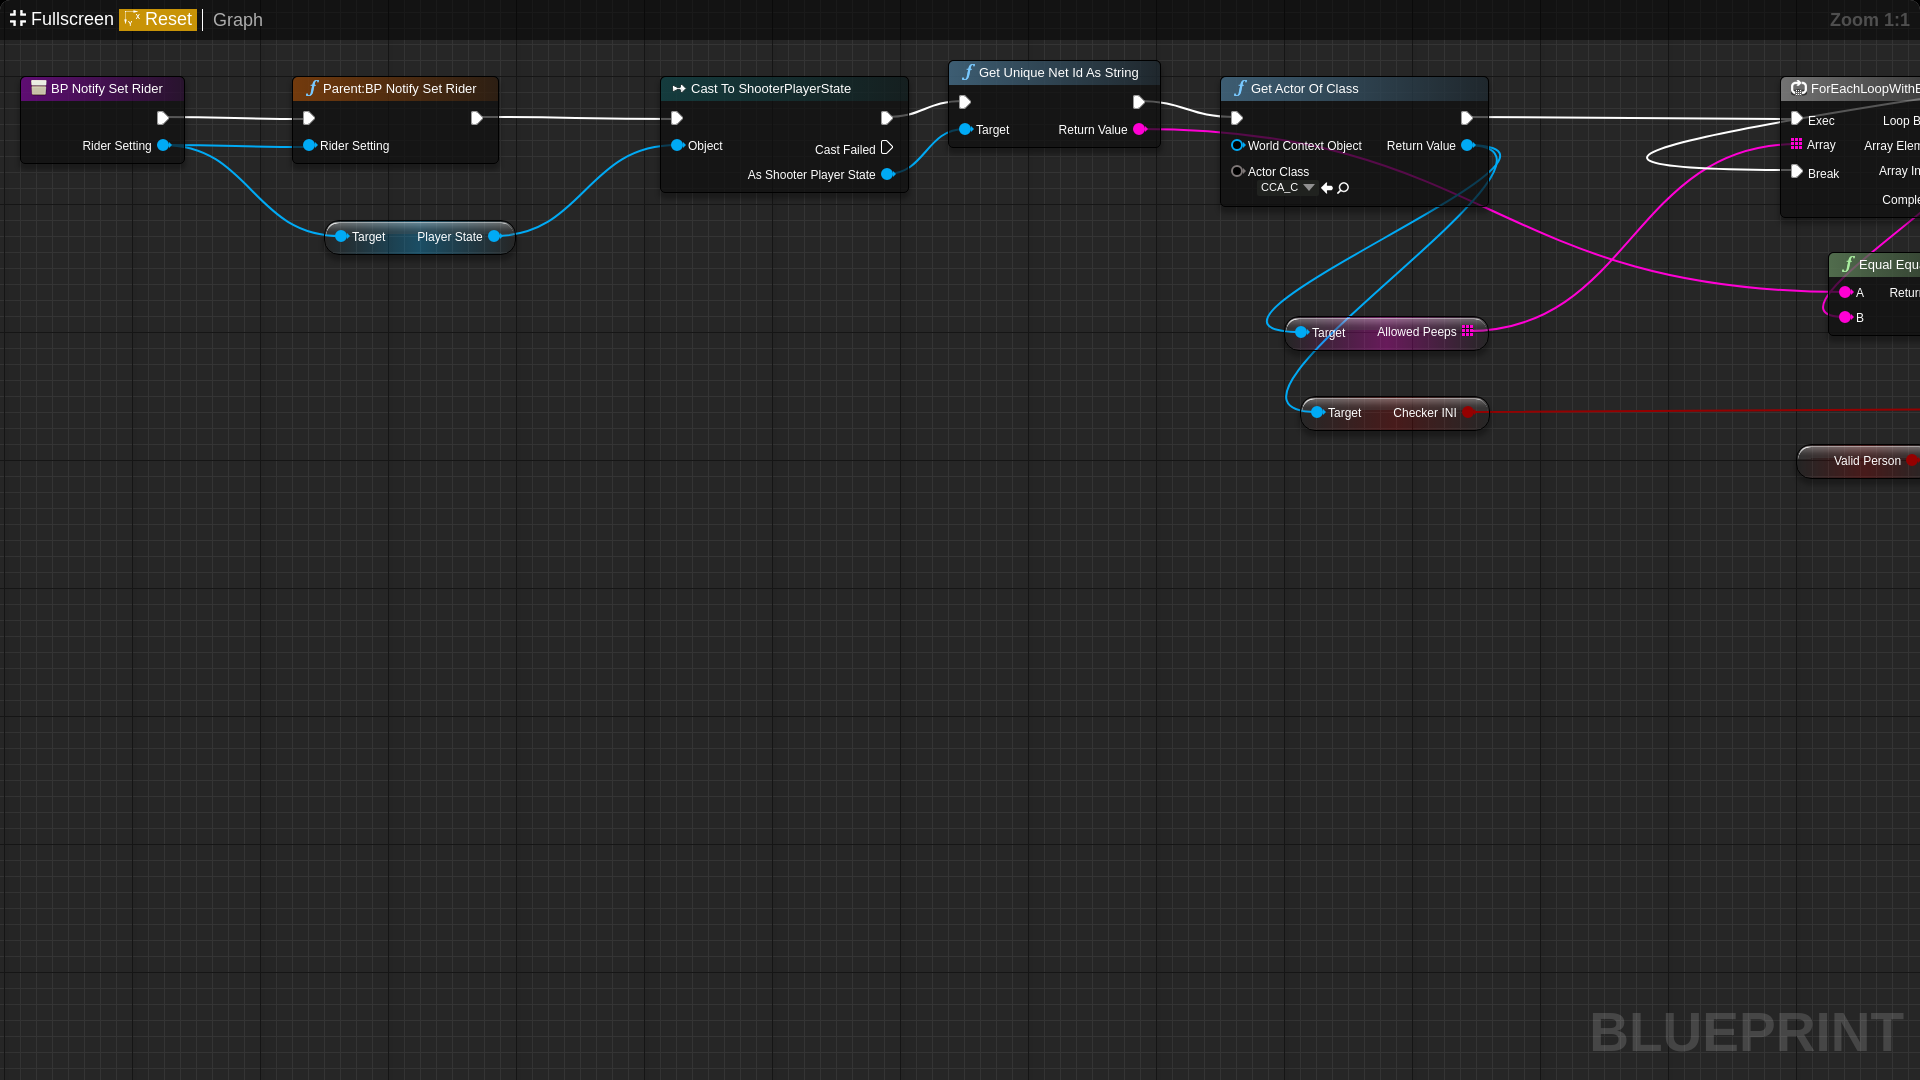 Fullscreen Reset Graph
Zoom 1:1
BP Notify Set Rider
Rider Setting
Parent:BP Notify Set Rider
Rider Setting
Target Player State
Cast To ShooterPlayerState
Object
Cast Failed
As Shooter Player State
Get Unique Net Id As String
Target Return Value
Get Actor Of Class
World Context Object Return Value
Actor Class
CCA_C
Target Allowed Peeps
Target Checker INI
ForEachLoopWithB
Exec Loop B
Array Array Elem
Break Array In
Comple
Equal Equa
A Return
B
Valid Person
BLUEPRINT